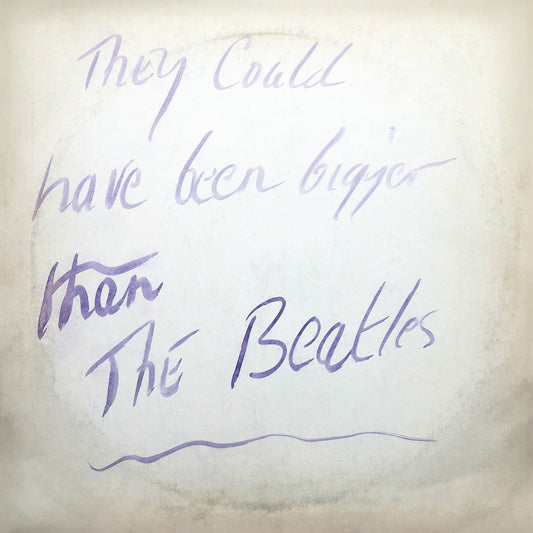 They Could
have been bigger
than
The Beatles